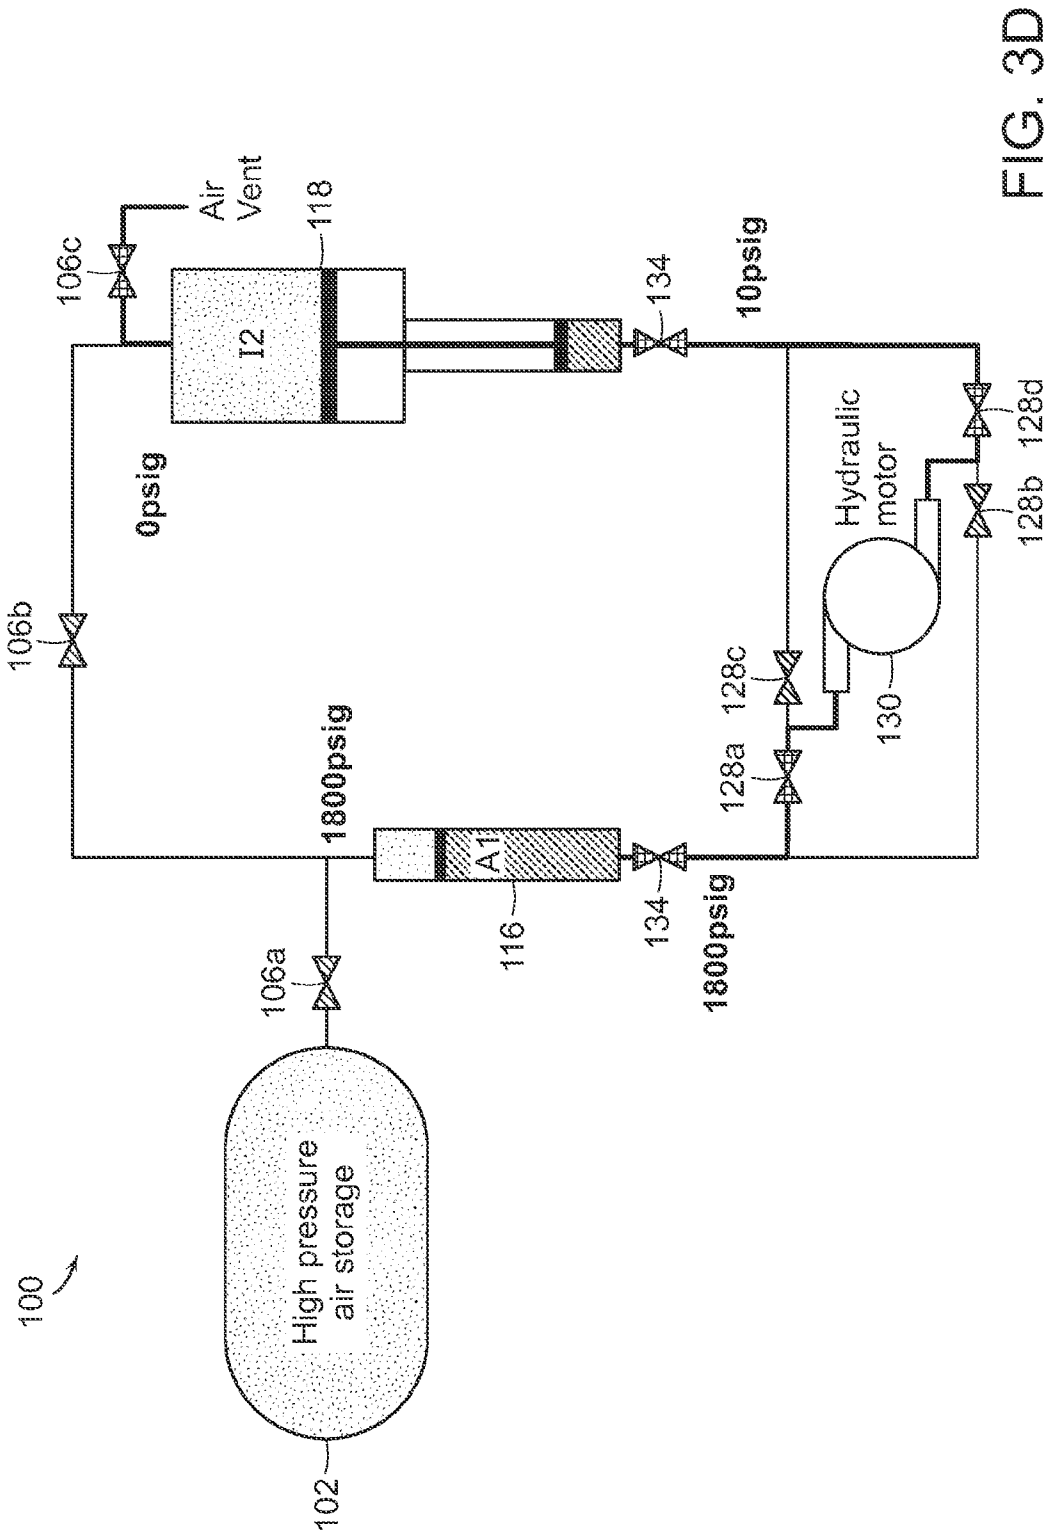 100
102
High pressure
air storage
106a
106b
106c
Air
Vent
0psig
1800psig
I2
118
A1
116
134
134
1800psig
10psig
128a
128c
Hydraulic
motor
130
128b
128d
FIG. 3D